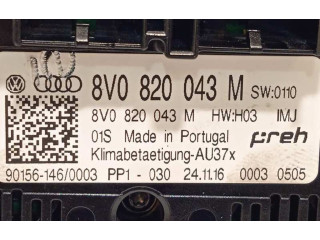 8V0 820 043 M SW:0110
8V0 820 043 M HW:H03 IMJ
01S Made in Portugal preh
Klimabetaetigung-AU37x
90156-146/0003 PP1-030 24.11.16 0003 0505